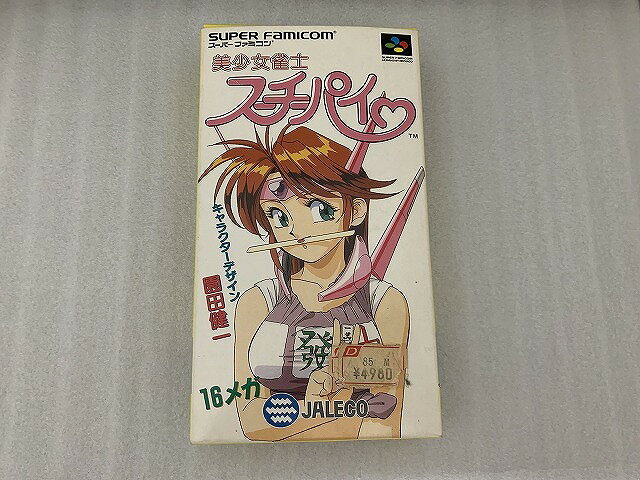 SUPER FAMICOM
スーパーファミコン
美少女雀士
スーチーパイ
TM
キャラクターデザイン
園田健一
發
D
85 M
¥4980
16メガ
JALECO